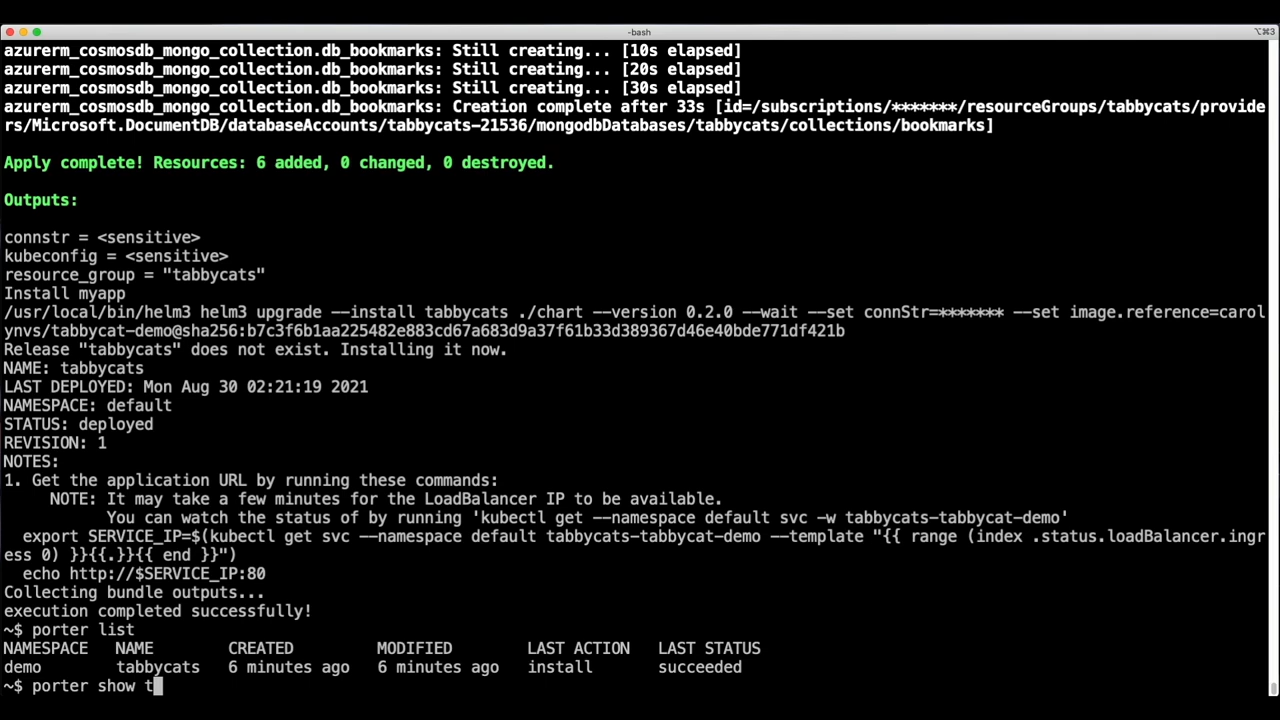 -bash
⌥⌘3
azurerm_cosmosdb_mongo_collection.db_bookmarks: Still creating... [10s elapsed]
azurerm_cosmosdb_mongo_collection.db_bookmarks: Still creating... [20s elapsed]
azurerm_cosmosdb_mongo_collection.db_bookmarks: Still creating... [30s elapsed]
azurerm_cosmosdb_mongo_collection.db_bookmarks: Creation complete after 33s [id=/subscriptions/*******/resourceGroups/tabbycats/provide
rs/Microsoft.DocumentDB/databaseAccounts/tabbycats-21536/mongodbDatabases/tabbycats/collections/bookmarks]
Apply complete! Resources: 6 added, 0 changed, 0 destroyed.
Outputs:
connstr = <sensitive>
kubeconfig = <sensitive>
resource_group = "tabbycats"
Install myapp
/usr/local/bin/helm3 helm3 upgrade --install tabbycats ./chart --version 0.2.0 --wait --set connStr=******* --set image.reference=carol
ynvs/tabbycat-demo@sha256:b7c3f6b1aa225482e883cd67a683d9a37f61b33d389367d46e40bde771df421b
Release "tabbycats" does not exist. Installing it now.
NAME: tabbycats
LAST DEPLOYED: Mon Aug 30 02:21:19 2021
NAMESPACE: default
STATUS: deployed
REVISION: 1
NOTES:
1. Get the application URL by running these commands:
NOTE: It may take a few minutes for the LoadBalancer IP to be available.
You can watch the status of by running 'kubectl get --namespace default svc -w tabbycats-tabbycat-demo'
export SERVICE_IP=$(kubectl get svc --namespace default tabbycats-tabbycat-demo --template "{{ range (index .status.loadBalancer.ingr
ess 0) }}{{.}}{{ end }}")
echo http://$SERVICE_IP:80
Collecting bundle outputs...
execution completed successfully!
~$ porter list
NAMESPACE NAME CREATED MODIFIED LAST ACTION LAST STATUS
demo tabbycats 6 minutes ago 6 minutes ago install succeeded
~$ porter show t